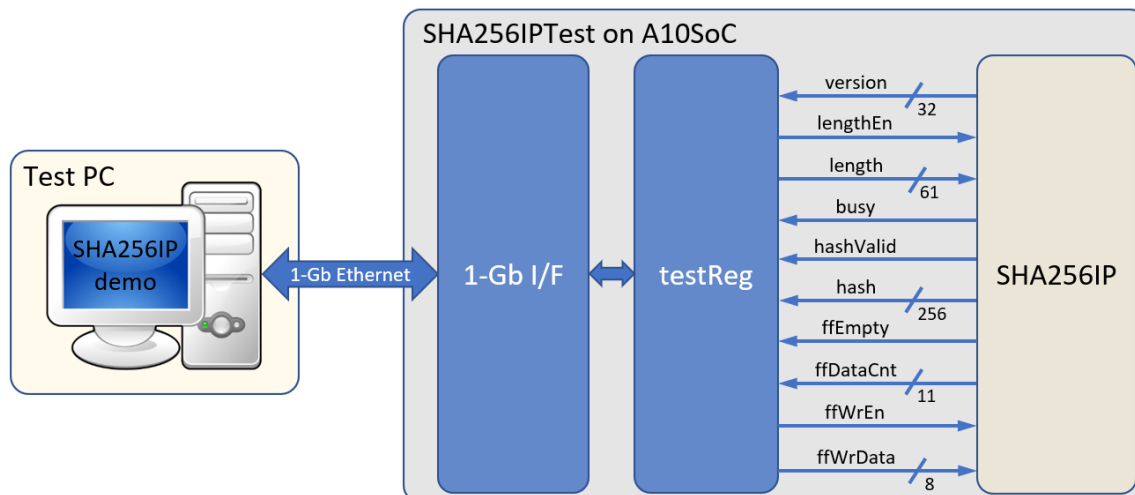 SHA256IPTest on A10SoC
Test PC
SHA256IP
demo
1-Gb Ethernet
1-Gb I/F
testReg
version
32
lengthEn
length
61
busy
hashValid
hash
256
ffEmpty
ffDataCnt
11
ffWrEn
ffWrData
8
SHA256IP